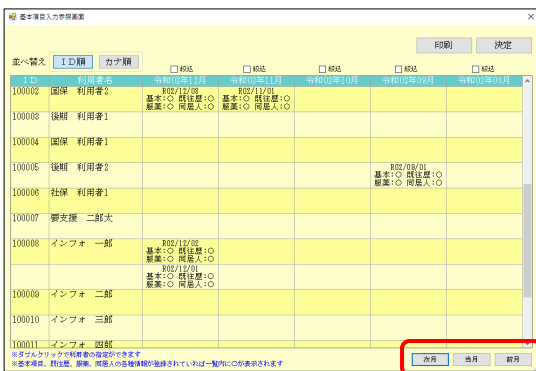 基本項目入力参照画面
印刷 決定
並べ替え ID順 カナ順
絞込 絞込 絞込 絞込 絞込
ID 利用者名 令和02年12月 令和02年11月 令和02年10月 令和02年09月 令和02年08月
100002 国保 利用者2 R02/12/08 R02/11/01
基本:○ 既往歴:○ 基本:○ 既往歴:○
服薬:○ 同居人:○ 服薬:○ 同居人:○
100003 後期 利用者1
100004 国保 利用者1
100005 後期 利用者2 R02/09/01
基本:○ 既往歴:○
服薬:○ 同居人:○
100006 社保 利用者1
100007 要支援 二郎太
100008 インフォ 一郎 R02/12/02
基本:○ 既往歴:○
服薬:○ 同居人:○
R02/12/01
基本:○ 既往歴:○
服薬:○ 同居人:○
100009 インフォ 二郎
100010 インフォ 三郎
100011 インフォ 四郎
※ダブルクリックで利用者の指定ができます
※基本項目、既往歴、服薬、同居人の各種情報が登録されていれば一覧内に○が表示されます
次月 当月 前月